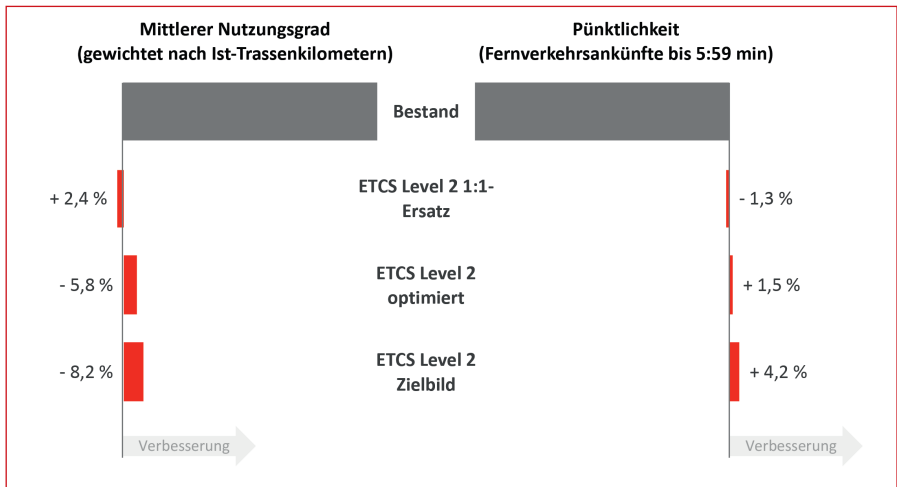 Mittlerer Nutzungsgrad
(gewichtet nach Ist-Trassenkilometern)
Pünktlichkeit
(Fernverkehrsankünfte bis 5:59 min)
Bestand
+ 2,4 %
ETCS Level 2 1:1-
Ersatz
- 1,3 %
- 5,8 %
ETCS Level 2
optimiert
+ 1,5 %
- 8,2 %
ETCS Level 2
Zielbild
+ 4,2 %
Verbesserung
Verbesserung